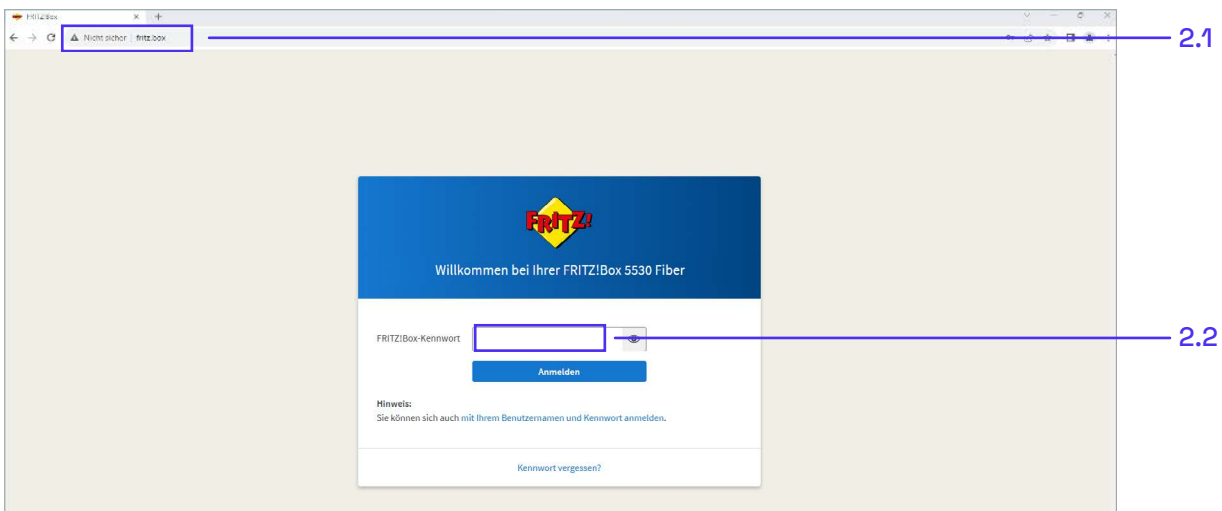 FRITZ!Box
Nicht sicher | fritz.box
2.1
FRITZ!
Willkommen bei Ihrer FRITZ!Box 5530 Fiber
FRITZ!Box-Kennwort
2.2
Anmelden
Hinweis:
Sie können sich auch mit Ihrem Benutzernamen und Kennwort anmelden.
Kennwort vergessen?